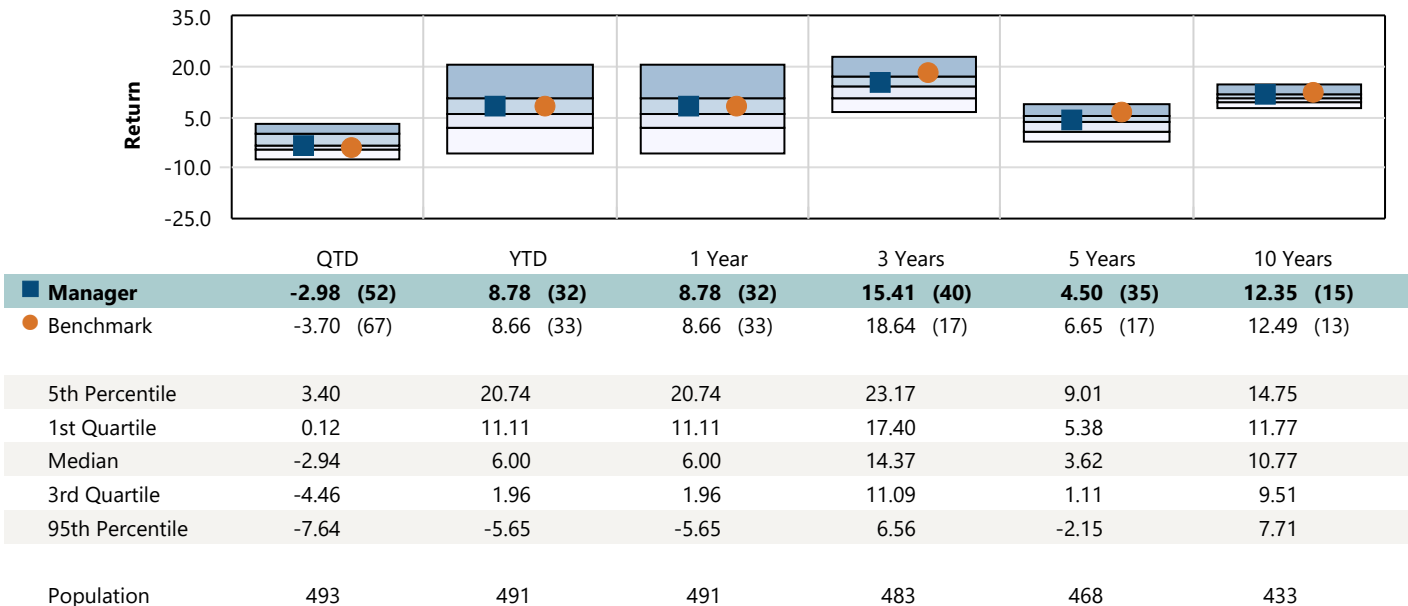 35.0
20.0
5.0
-10.0
-25.0
Return
QTD YTD 1 Year 3 Years 5 Years 10 Years
Manager -2.98 (52) 8.78 (32) 8.78 (32) 15.41 (40) 4.50 (35) 12.35 (15)
Benchmark -3.70 (67) 8.66 (33) 8.66 (33) 18.64 (17) 6.65 (17) 12.49 (13)
5th Percentile 3.40 20.74 20.74 23.17 9.01 14.75
1st Quartile 0.12 11.11 11.11 17.40 5.38 11.77
Median -2.94 6.00 6.00 14.37 3.62 10.77
3rd Quartile -4.46 1.96 1.96 11.09 1.11 9.51
95th Percentile -7.64 -5.65 -5.65 6.56 -2.15 7.71
Population 493 491 491 483 468 433